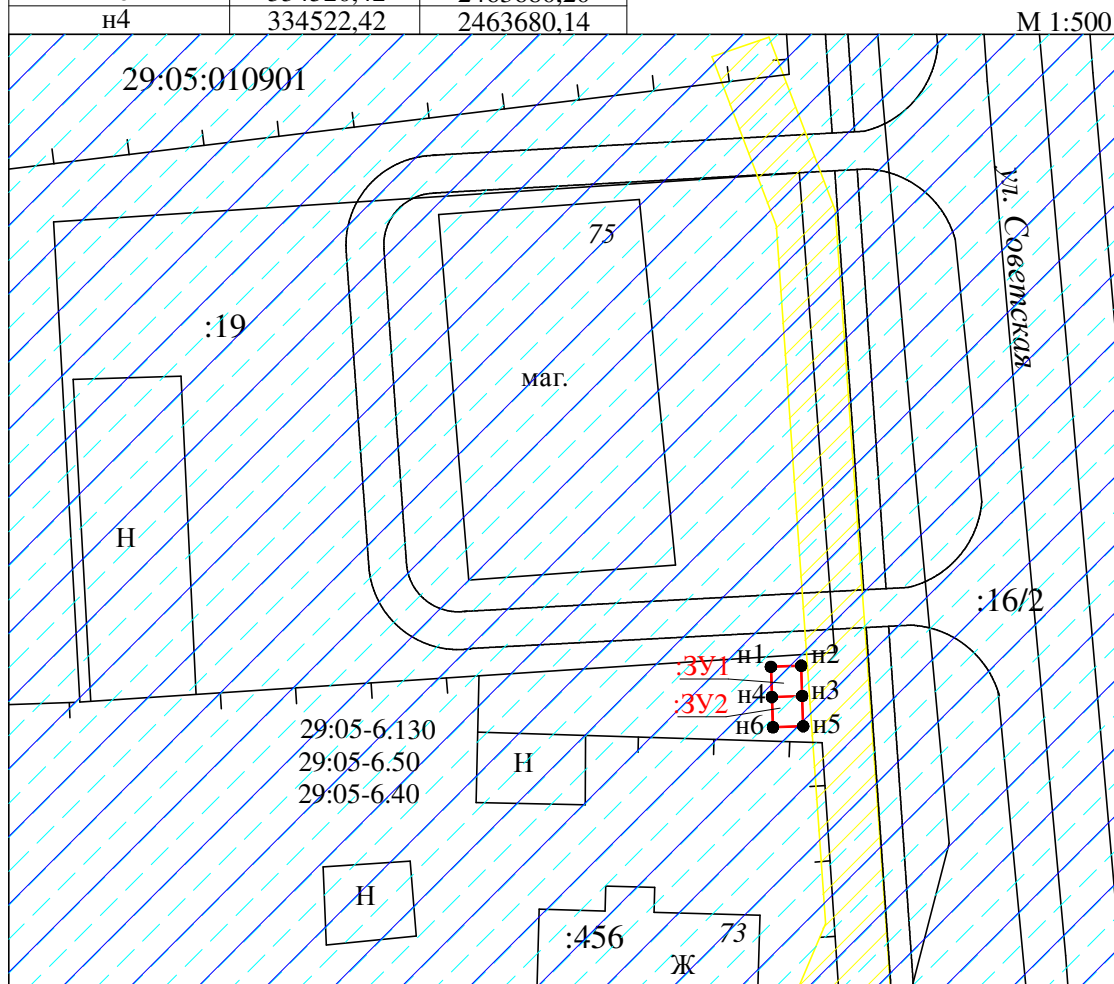 н4 334522,42 2463680,14
М 1:500
29:05:010901
ул. Советская
75
:19
маг.
Н
:16/2
н1 н2
:ЗУ1
н4 н3
:ЗУ2
н6 н5
29:05-6.130
29:05-6.50
29:05-6.40
Н
Н
:456
73
Ж